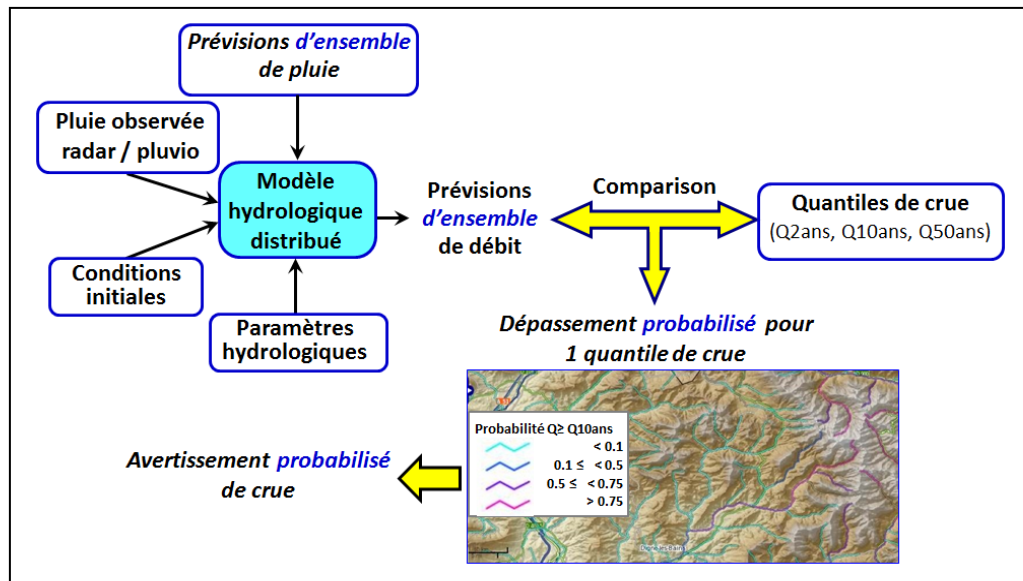 Prévisions d'ensemble
de pluie
Pluie observée
radar / pluvio
Modèle
hydrologique
distribué
Conditions
initiales
Paramètres
hydrologiques
Prévisions
d'ensemble
de débit
Comparison
Quantiles de crue
(Q2ans, Q10ans, Q50ans)
Dépassement probabilisé pour
1 quantile de crue
Probabilité Q≥ Q10ans
< 0.1
0.1 ≤ < 0.5
0.5 ≤ < 0.75
> 0.75
Avertissement probabilisé
de crue